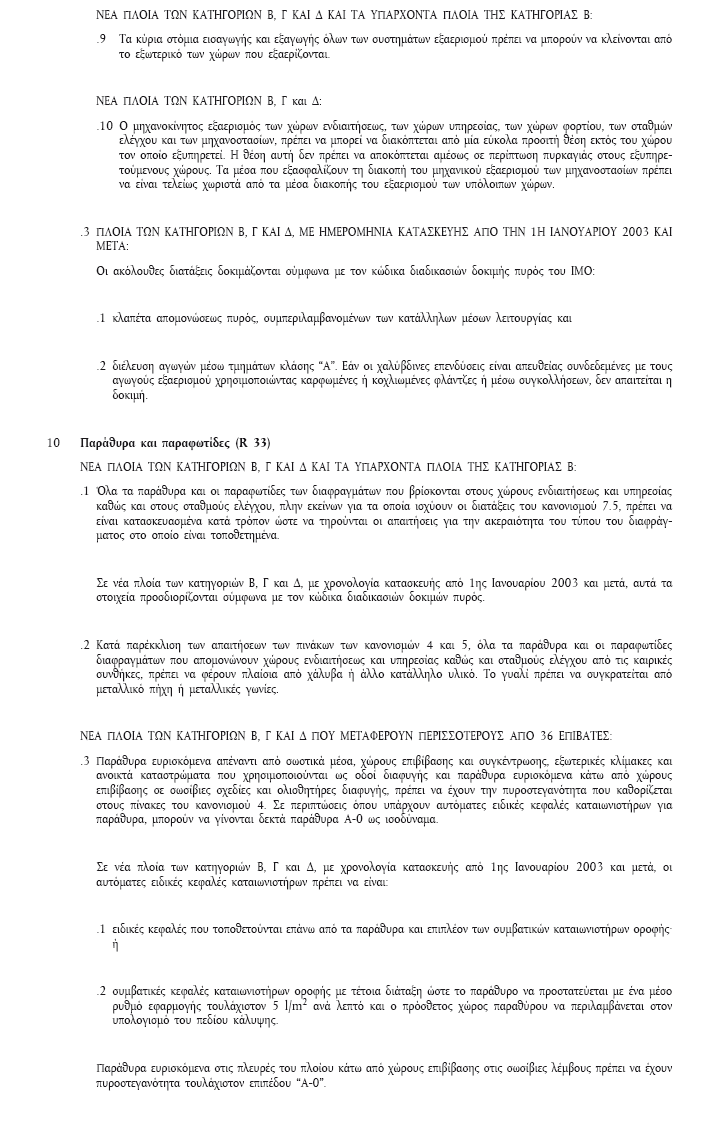 ΝΕΑ ΠΛΟΙΑ ΤΩΝ ΚΑΤΗΓΟΡΙΩΝ Β, Γ ΚΑΙ Δ ΚΑΙ ΤΑ ΥΠΑΡΧΟΝΤΑ ΠΛΟΙΑ ΤΗΣ ΚΑΤΗΓΟΡΙΑΣ Β:
.9 Τα κύρια στόμια εισαγωγής και εξαγωγής όλων των συστημάτων εξαερισμού πρέπει να μπορούν να κλείνονται από
το εξωτερικό των χώρων που εξαερίζονται.
ΝΕΑ ΠΛΟΙΑ ΤΩΝ ΚΑΤΗΓΟΡΙΩΝ Β, Γ και Δ:
.10 Ο μηχανοκίνητος εξαερισμός των χώρων ενδιαιτήσεως, των χώρων υπηρεσίας, των χώρων φορτίου, των σταθμών
ελέγχου και των μηχανοστασίων, πρέπει να μπορεί να διακόπτεται από μία εύκολα προσιτή θέση εκτός του χώρου
τον οποίο εξυπηρετεί. Η θέση αυτή δεν πρέπει να αποκόπτεται αμέσως σε περίπτωση πυρκαγιάς στους εξυπηρε-
τούμενους χώρους. Τα μέσα που εξασφαλίζουν τη διακοπή του μηχανικού εξαερισμού των μηχανοστασίων πρέπει
να είναι τελείως χωριστά από τα μέσα διακοπής του εξαερισμού των υπόλοιπων χώρων.
.3 ΠΛΟΙΑ ΤΩΝ ΚΑΤΗΓΟΡΙΩΝ Β, Γ ΚΑΙ Δ, ΜΕ ΗΜΕΡΟΜΗΝΙΑ ΚΑΤΑΣΚΕΥΗΣ ΑΠΟ ΤΗΝ 1Η ΙΑΝΟΥΑΡΙΟΥ 2003 ΚΑΙ
ΜΕΤΑ:
Οι ακόλουθες διατάξεις δοκιμάζονται σύμφωνα με τον κώδικα διαδικασιών δοκιμής πυρός του ΙΜΟ:
.1 κλαπέτα απομονώσεως πυρός, συμπεριλαμβανομένων των κατάλληλων μέσων λειτουργίας και
.2 διέλευση αγωγών μέσω τμημάτων κλάσης “Α”. Εάν οι χαλύβδινες επενδύσεις είναι απευθείας συνδεδεμένες με τους
αγωγούς εξαερισμού χρησιμοποιώντας καρφωμένες ή κοχλιωμένες φλάντζες ή μέσω συγκολλήσεων, δεν απαιτείται η
δοκιμή.
10 Παράθυρα και παραφωτίδες (R 33)
ΝΕΑ ΠΛΟΙΑ ΤΩΝ ΚΑΤΗΓΟΡΙΩΝ Β, Γ ΚΑΙ Δ ΚΑΙ ΤΑ ΥΠΑΡΧΟΝΤΑ ΠΛΟΙΑ ΤΗΣ ΚΑΤΗΓΟΡΙΑΣ Β:
.1 Όλα τα παράθυρα και οι παραφωτίδες των διαφραγμάτων που βρίσκονται στους χώρους ενδιαιτήσεως και υπηρεσίας
καθώς και στους σταθμούς ελέγχου, πλην εκείνων για τα οποία ισχύουν οι διατάξεις του κανονισμού 7.5, πρέπει να
είναι κατασκευασμένα κατά τρόπον ώστε να τηρούνται οι απαιτήσεις για την ακεραιότητα του τύπου του διαφράγ-
ματος στο οποίο είναι τοποθετημένα.
Σε νέα πλοία των κατηγοριών Β, Γ και Δ, με χρονολογία κατασκευής από 1ης Ιανουαρίου 2003 και μετά, αυτά τα
στοιχεία προσδιορίζονται σύμφωνα με τον κώδικα διαδικασιών δοκιμών πυρός.
.2 Κατά παρέκκλιση των απαιτήσεων των πινάκων των κανονισμών 4 και 5, όλα τα παράθυρα και οι παραφωτίδες
διαφραγμάτων που απομονώνουν χώρους ενδιαιτήσεως και υπηρεσίας καθώς και σταθμούς ελέγχου από τις καιρικές
συνθήκες, πρέπει να φέρουν πλαίσια από χάλυβα ή άλλο κατάλληλο υλικό. Το γυαλί πρέπει να συγκρατείται από
μεταλλικό πήχη ή μεταλλικές γωνίες.
ΝΕΑ ΠΛΟΙΑ ΤΩΝ ΚΑΤΗΓΟΡΙΩΝ Β, Γ ΚΑΙ Δ ΠΟΥ ΜΕΤΑΦΕΡΟΥΝ ΠΕΡΙΣΣΟΤΕΡΟΥΣ ΑΠΟ 36 ΕΠΙΒΑΤΕΣ:
.3 Παράθυρα ευρισκόμενα απέναντι από σωστικά μέσα, χώρους επιβίβασης και συγκέντρωσης, εξωτερικές κλίμακες και
ανοικτά καταστρώματα που χρησιμοποιούνται ως οδοί διαφυγής και παράθυρα ευρισκόμενα κάτω από χώρους
επιβίβασης σε σωσίβιες σχεδίες και ολισθητήρες διαφυγής, πρέπει να έχουν την πυροστεγανότητα που καθορίζεται
στους πίνακες του κανονισμού 4. Σε περιπτώσεις όπου υπάρχουν αυτόματες ειδικές κεφαλές καταιωνιστήρων για
παράθυρα, μπορούν να γίνονται δεκτά παράθυρα Α-0 ως ισοδύναμα.
Σε νέα πλοία των κατηγοριών Β, Γ και Δ, με χρονολογία κατασκευής από 1ης Ιανουαρίου 2003 και μετά, οι
αυτόματες ειδικές κεφαλές καταιωνιστήρων πρέπει να είναι:
.1 ειδικές κεφαλές που τοποθετούνται επάνω από τα παράθυρα και επιπλέον των συμβατικών καταιωνιστήρων οροφής·
ή
.2 συμβατικές κεφαλές καταιωνιστήρων οροφής με τέτοια διάταξη ώστε το παράθυρο να προστατεύεται με ένα μέσο
ρυθμό εφαρμογής τουλάχιστον 5 l/m² ανά λεπτό και ο πρόσθετος χώρος παραθύρου να περιλαμβάνεται στον
υπολογισμό του πεδίου κάλυψης.
Παράθυρα ευρισκόμενα στις πλευρές του πλοίου κάτω από χώρους επιβίβασης στις σωσίβιες λέμβους πρέπει να έχουν
πυροστεγανότητα τουλάχιστον επιπέδου “Α-0”.